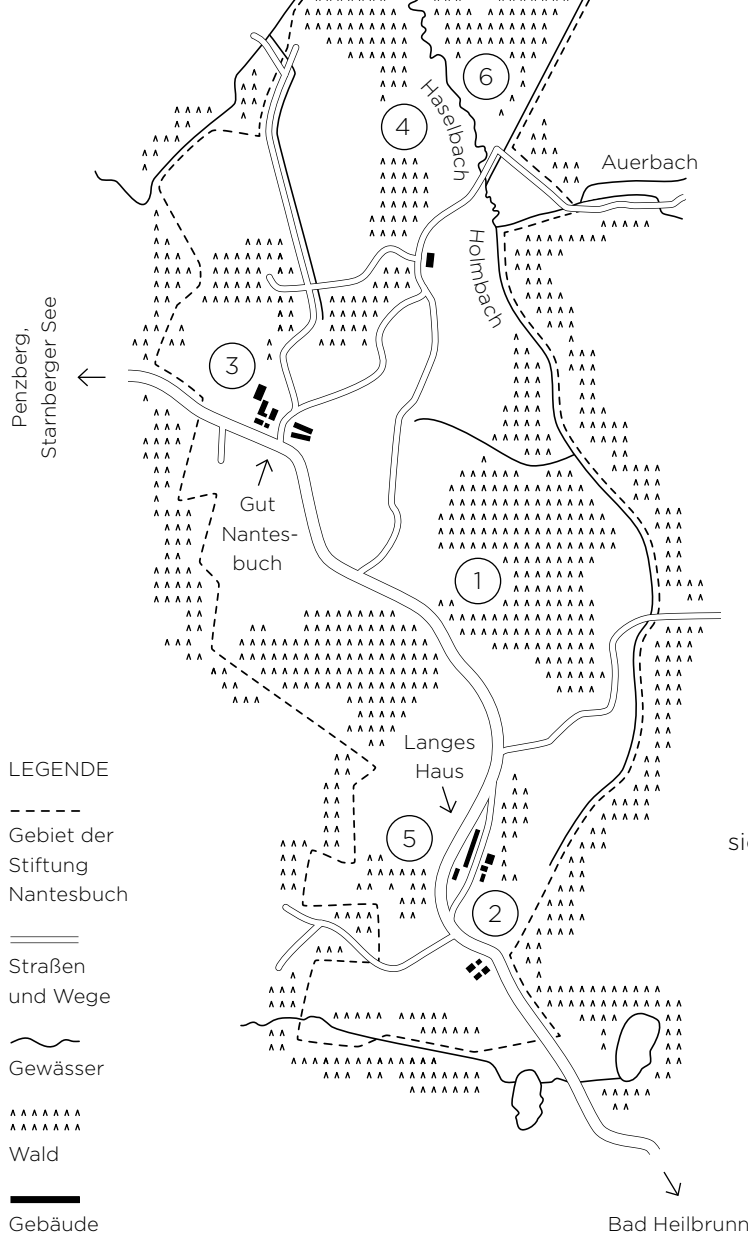 6
4
Haselbach
Auerbach
Holmbach
Penzberg,
Starnberger See
3
Gut
Nantes-
buch
1
Langes
Haus
5
2
LEGENDE
Gebiet der
Stiftung
Nantesbuch
Straßen
und Wege
Gewässer
Wald
Gebäude
Bad Heilbrunn